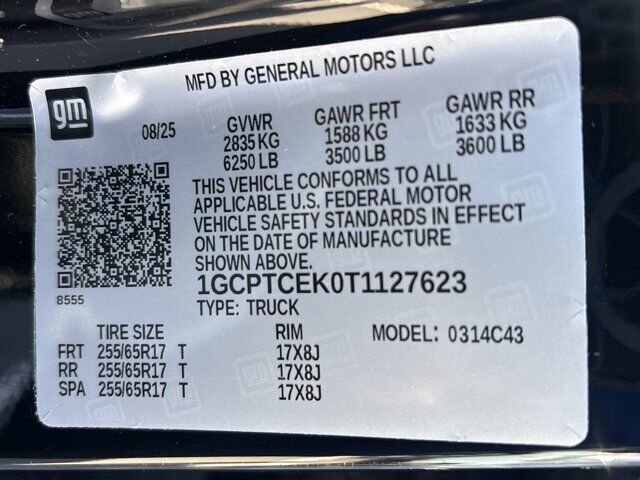 MFD BY GENERAL MOTORS LLC
gm
08/25
GVWR GAWR FRT GAWR RR
2835 KG 1588 KG 1633 KG
6250 LB 3500 LB 3600 LB
THIS VEHICLE CONFORMS TO ALL
APPLICABLE U.S. FEDERAL MOTOR
VEHICLE SAFETY STANDARDS IN EFFECT
ON THE DATE OF MANUFACTURE
SHOWN ABOVE.
8555
1GCPTCEK0T1127623
TYPE: TRUCK
TIRE SIZE RIM MODEL: 0314C43
FRT 255/65R17 T 17X8J
RR 255/65R17 T 17X8J
SPA 255/65R17 T 17X8J